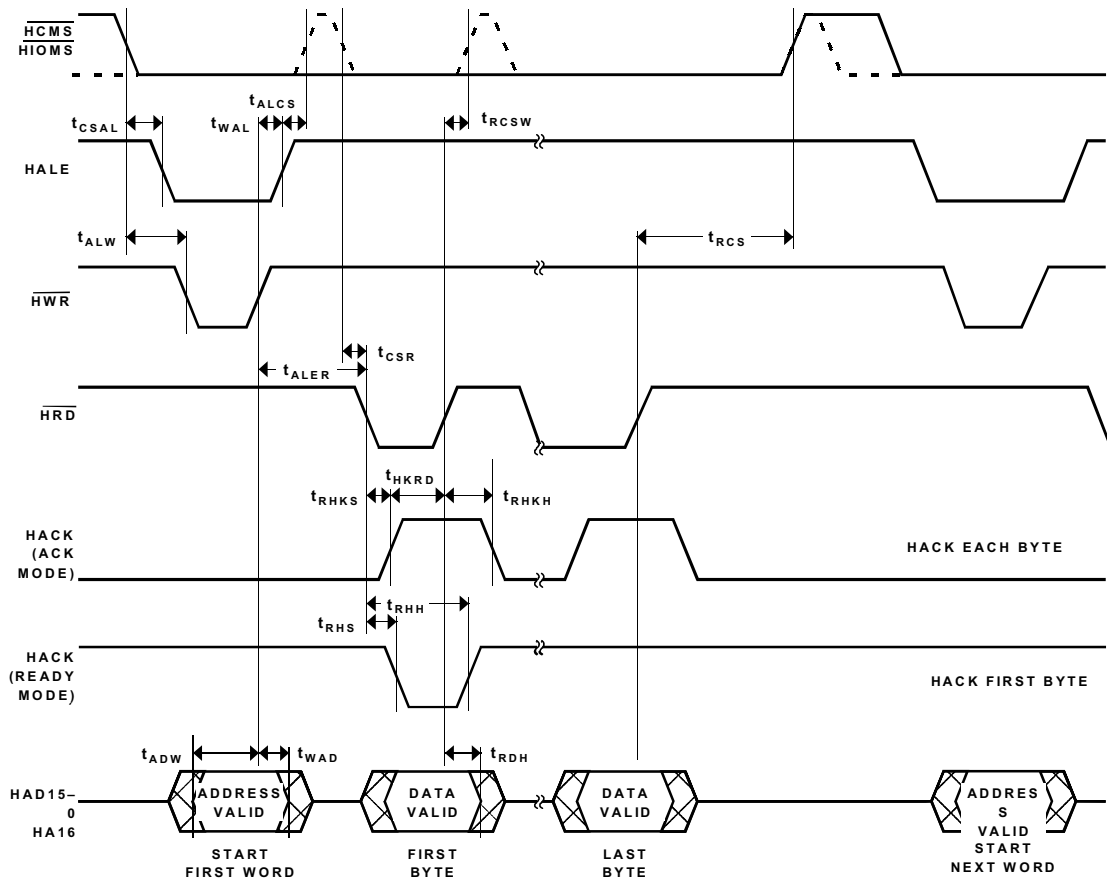 HCMS
HIOMS
tALCS
tCSAL
tWAL
tRCSW
HALE
tALW
tRCS
HWR
tCSR
tALER
HRD
tHKRD
tRHKS
tRHKH
HACK
(ACK
MODE)
HACK EACH BYTE
tRHH
tRHS
HACK
(READY
MODE)
HACK FIRST BYTE
tADW
tWAD
tRDH
HAD15–
0
HA16
ADDRESS
VALID
DATA
VALID
DATA
VALID
ADDRES
S
VALID
START
NEXT WORD
START
FIRST WORD
FIRST
BYTE
LAST
BYTE